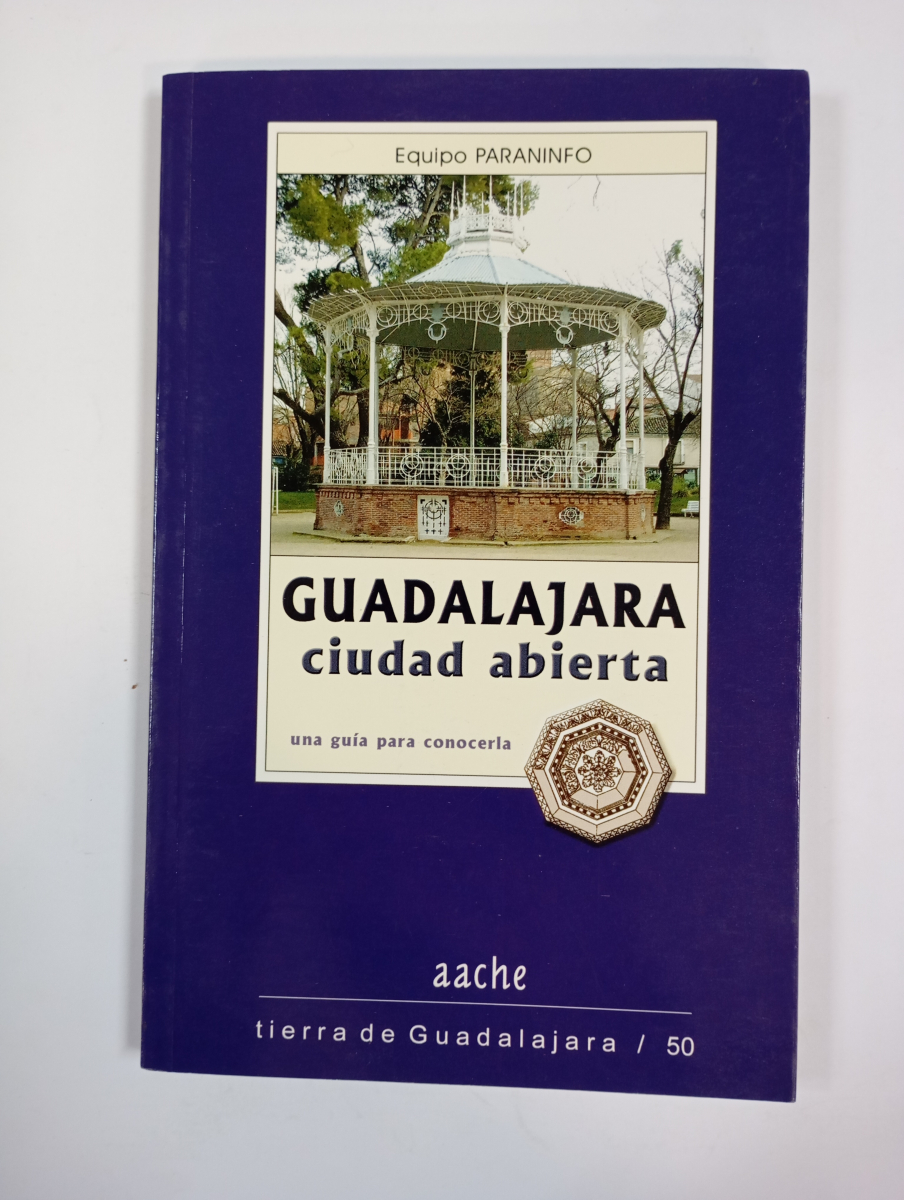 Equipo PARANINFO
GUADALAJARA
ciudad abierta
una guía para conocerla
aache
tierra de Guadalajara / 50